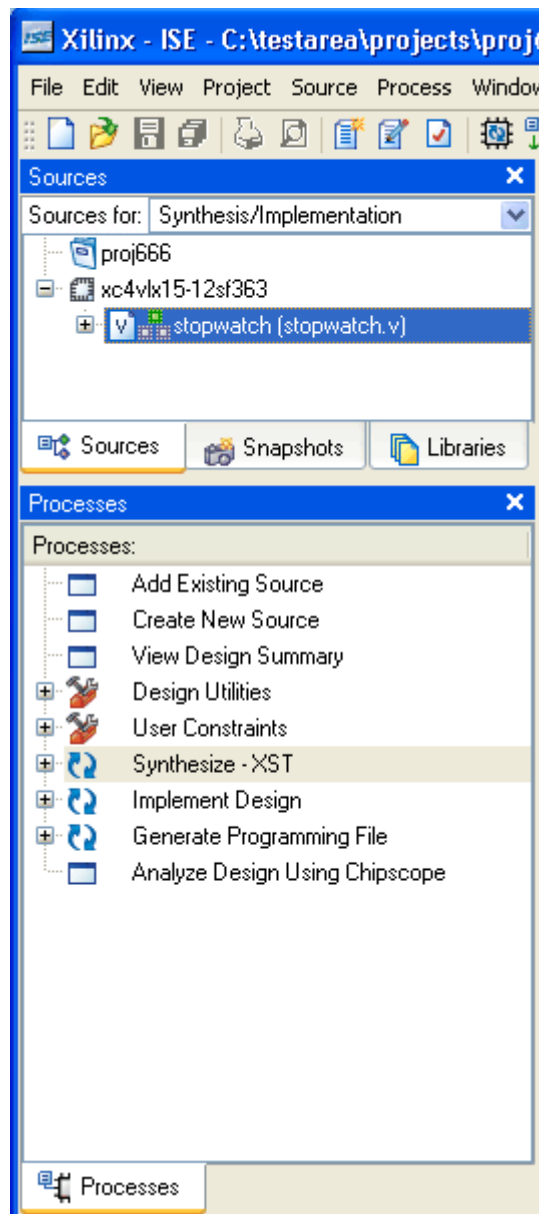 ISE Xilinx - ISE - C:\testarea\projects\proj
File Edit View Project Source Process Window
Sources
Sources for: Synthesis/Implementation
proj666
xc4vlx15-12sf363
V stopwatch (stopwatch.v)
Sources Snapshots Libraries
Processes
Processes:
Add Existing Source
Create New Source
View Design Summary
Design Utilities
User Constraints
Synthesize - XST
Implement Design
Generate Programming File
Analyze Design Using Chipscope
Processes